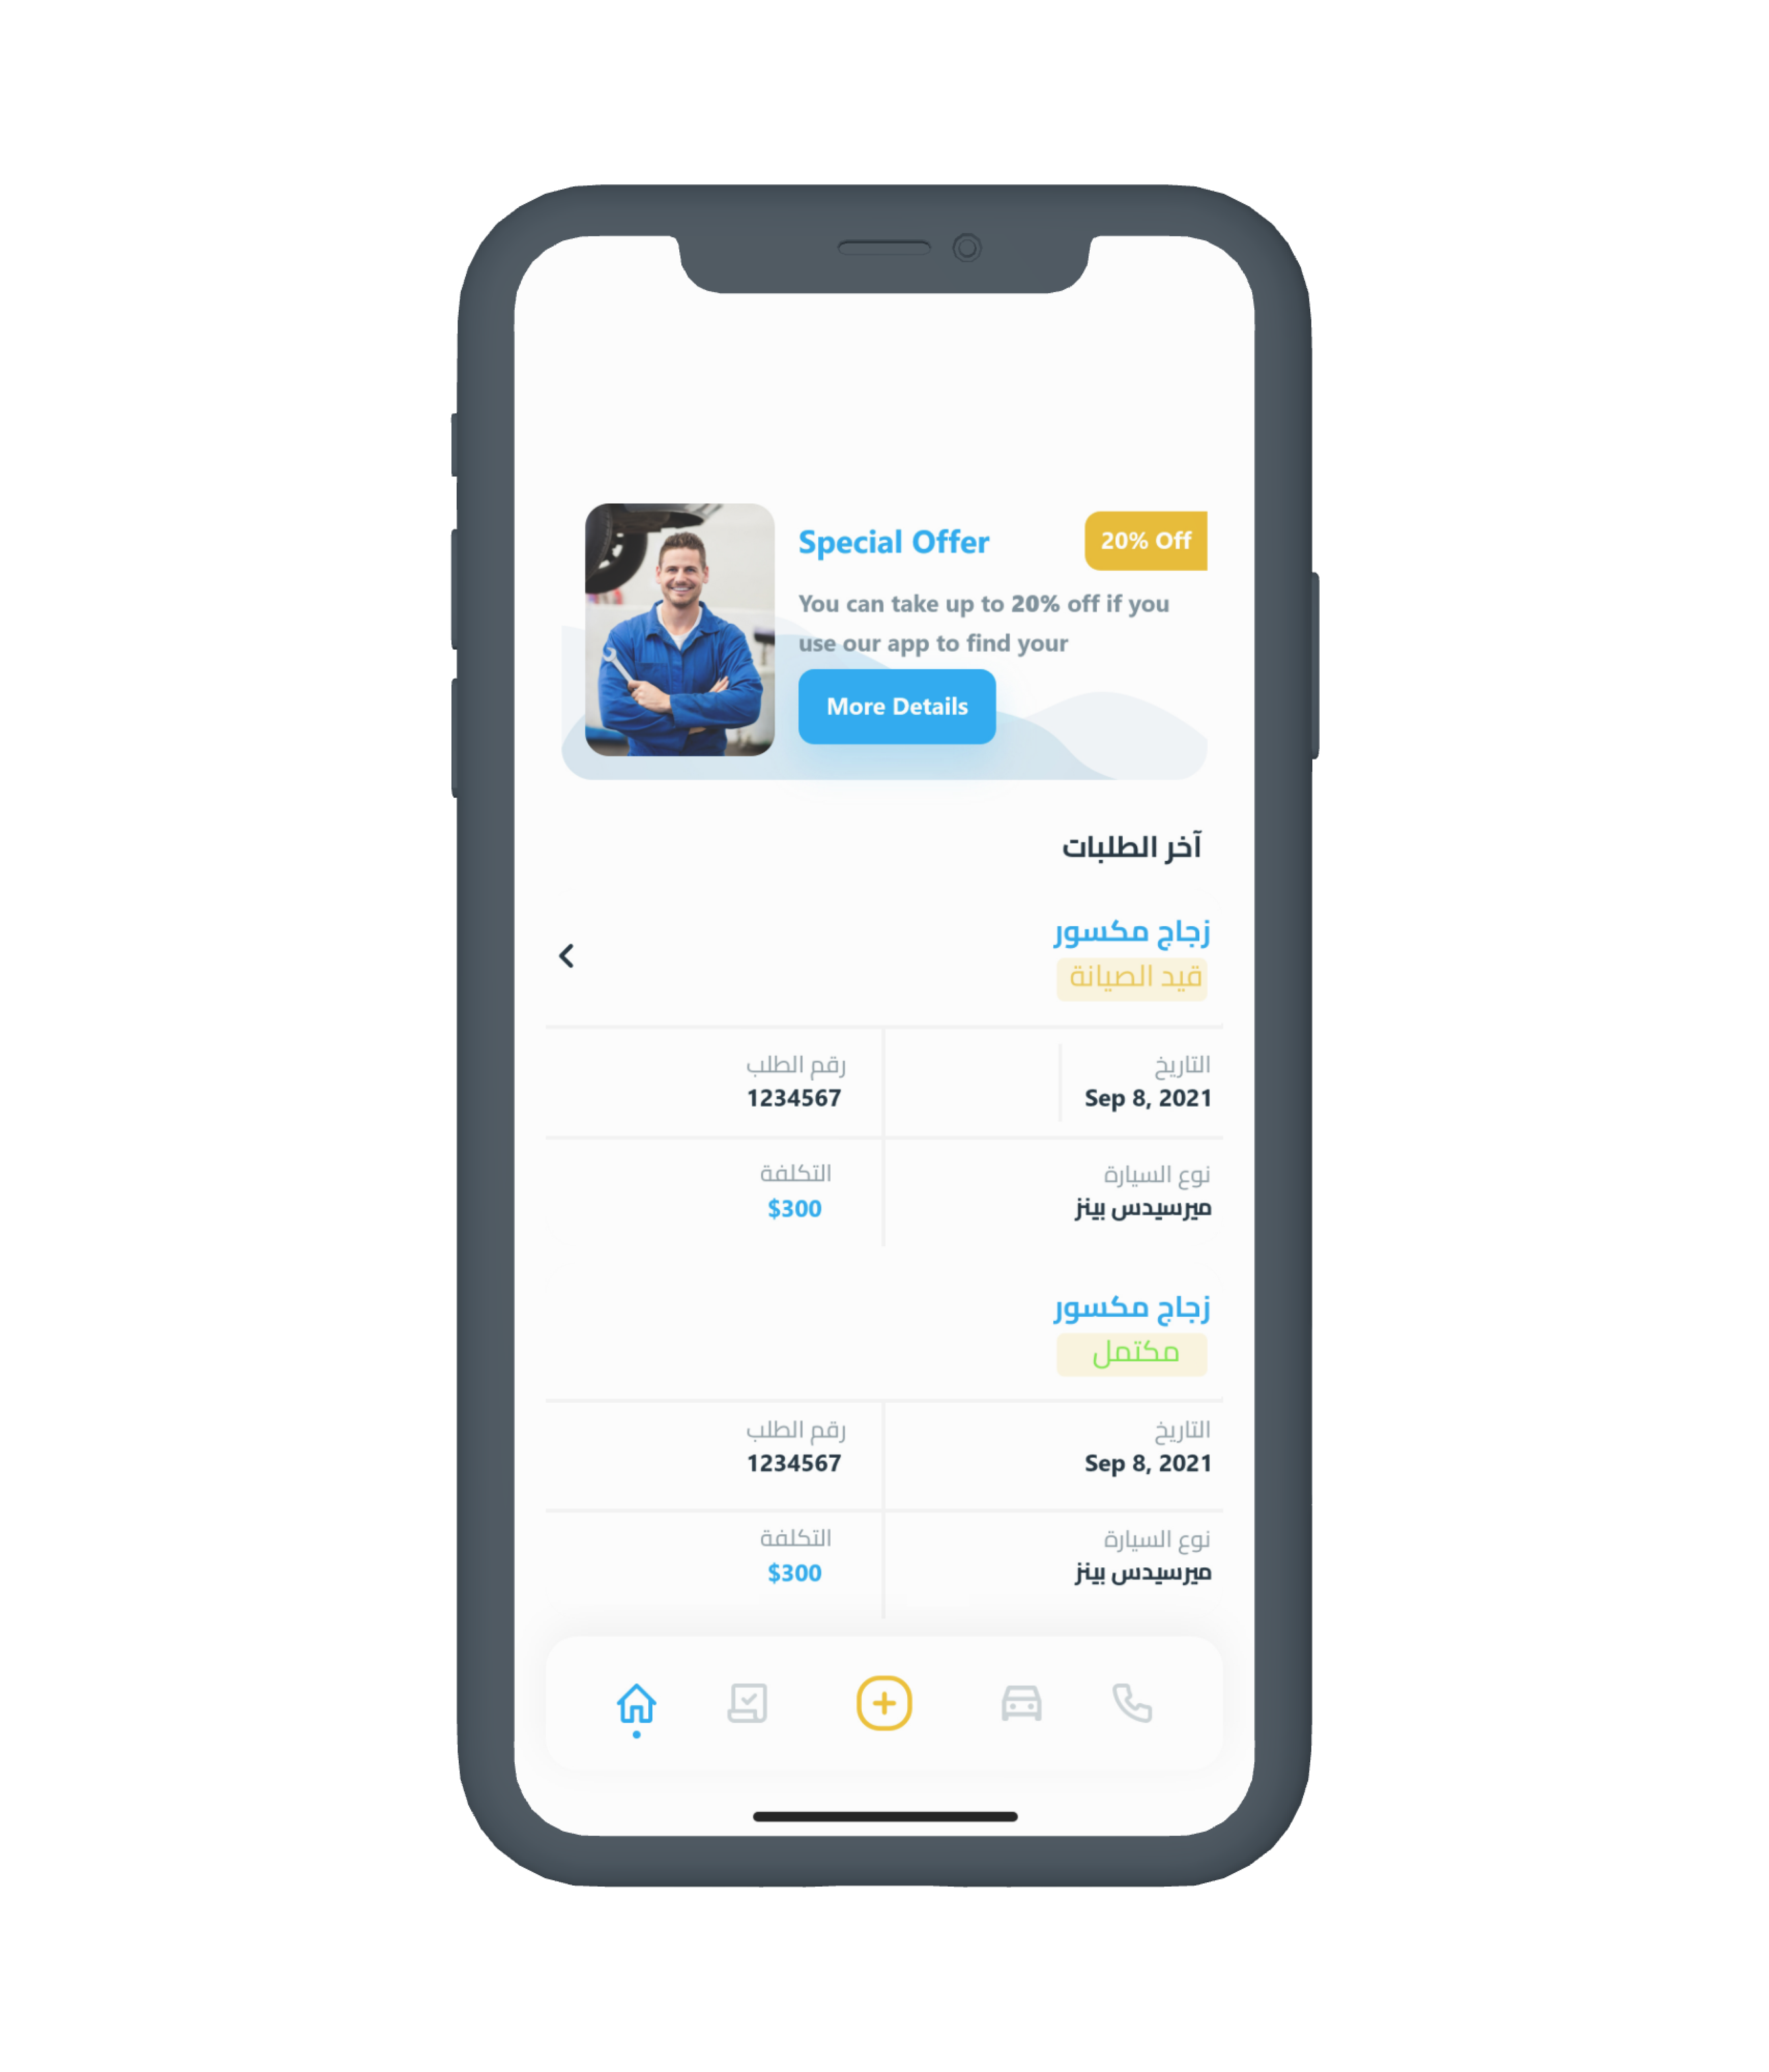 Special Offer
20% Off
You can take up to 20% off if you
use our app to find your
More Details
آخر الطلبات
زجاج مكسور
قيد الصيانة
التاريخ
Sep 8, 2021
رقم الطلب
1234567
نوع السيارة
ميرسيدس بينز
التكلفة
$300
زجاج مكسور
مكتمل
التاريخ
Sep 8, 2021
رقم الطلب
1234567
نوع السيارة
ميرسيدس بينز
التكلفة
$300